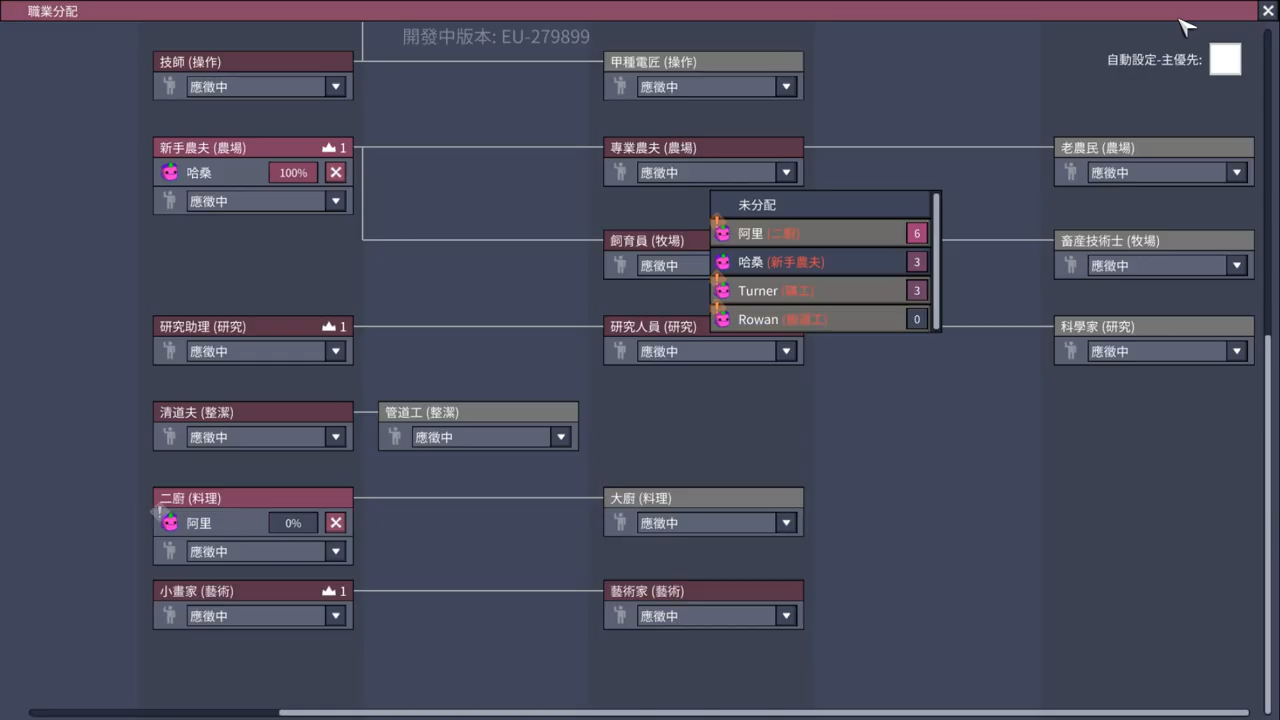 職業分配
開發中版本: EU-279899
自動設定-主優先:
技師 (操作)
應徵中
甲種電匠 (操作)
應徵中
新手農夫 (農場) 1
哈桑 100%
應徵中
專業農夫 (農場)
應徵中
老農民 (農場)
應徵中
未分配
阿里 (二廚) 6
哈桑 (新手農夫) 3
Turner (礦工) 3
Rowan (管道工) 0
飼育員 (牧場)
應徵中
畜産技術士 (牧場)
應徵中
研究助理 (研究) 1
應徵中
研究人員 (研究)
應徵中
科學家 (研究)
應徵中
清道夫 (整潔)
應徵中
管道工 (整潔)
應徵中
二廚 (料理)
阿里 0%
應徵中
大廚 (料理)
應徵中
小畫家 (藝術) 1
應徵中
藝術家 (藝術)
應徵中